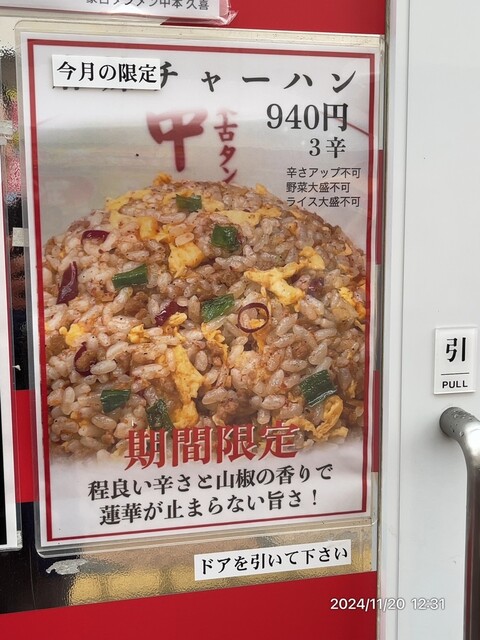 蒙古タンメン中本 久喜
今月の限定
チャーハン
940円
3辛
辛さアップ不可
野菜大盛不可
ライス大盛不可
中
古タン
期間限定
程良い辛さと山椒の香りで
蓮華が止まらない旨さ！
ドアを引いて下さい
引
PULL
2024/11/20 12:31